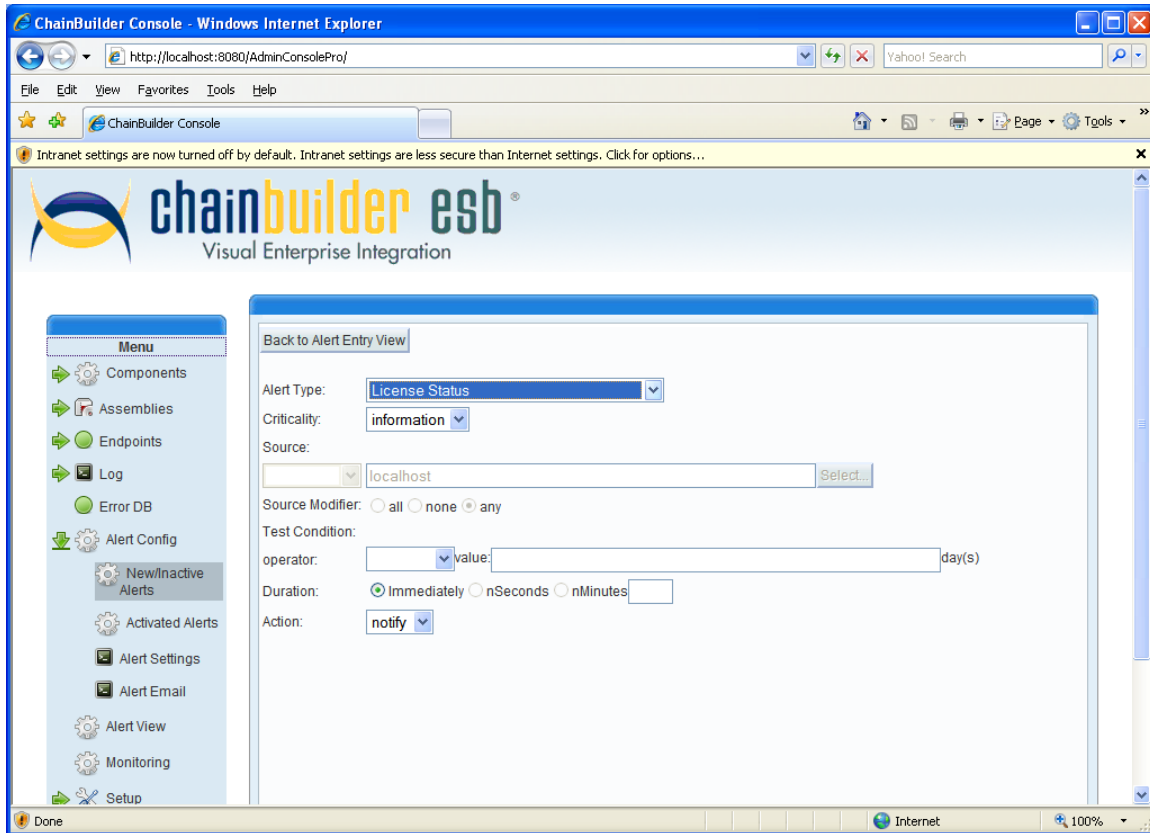 ChainBuilder Console - Windows Internet Explorer
http://localhost:8080/AdminConsolePro/
Yahoo! Search
File Edit View Favorites Tools Help
ChainBuilder Console
Page Tools »
Intranet settings are now turned off by default. Intranet settings are less secure than Internet settings. Click for options...
chainbuilder esb ®
Visual Enterprise Integration
Menu
Components
Assemblies
Endpoints
Log
Error DB
Alert Config
New/Inactive
Alerts
Activated Alerts
Alert Settings
Alert Email
Alert View
Monitoring
Setup
Back to Alert Entry View
Alert Type: License Status
Criticality: information
Source:
localhost Select...
Source Modifier: all none any
Test Condition:
operator: value: day(s)
Duration: Immediately nSeconds nMinutes
Action: notify
Done Internet 100%